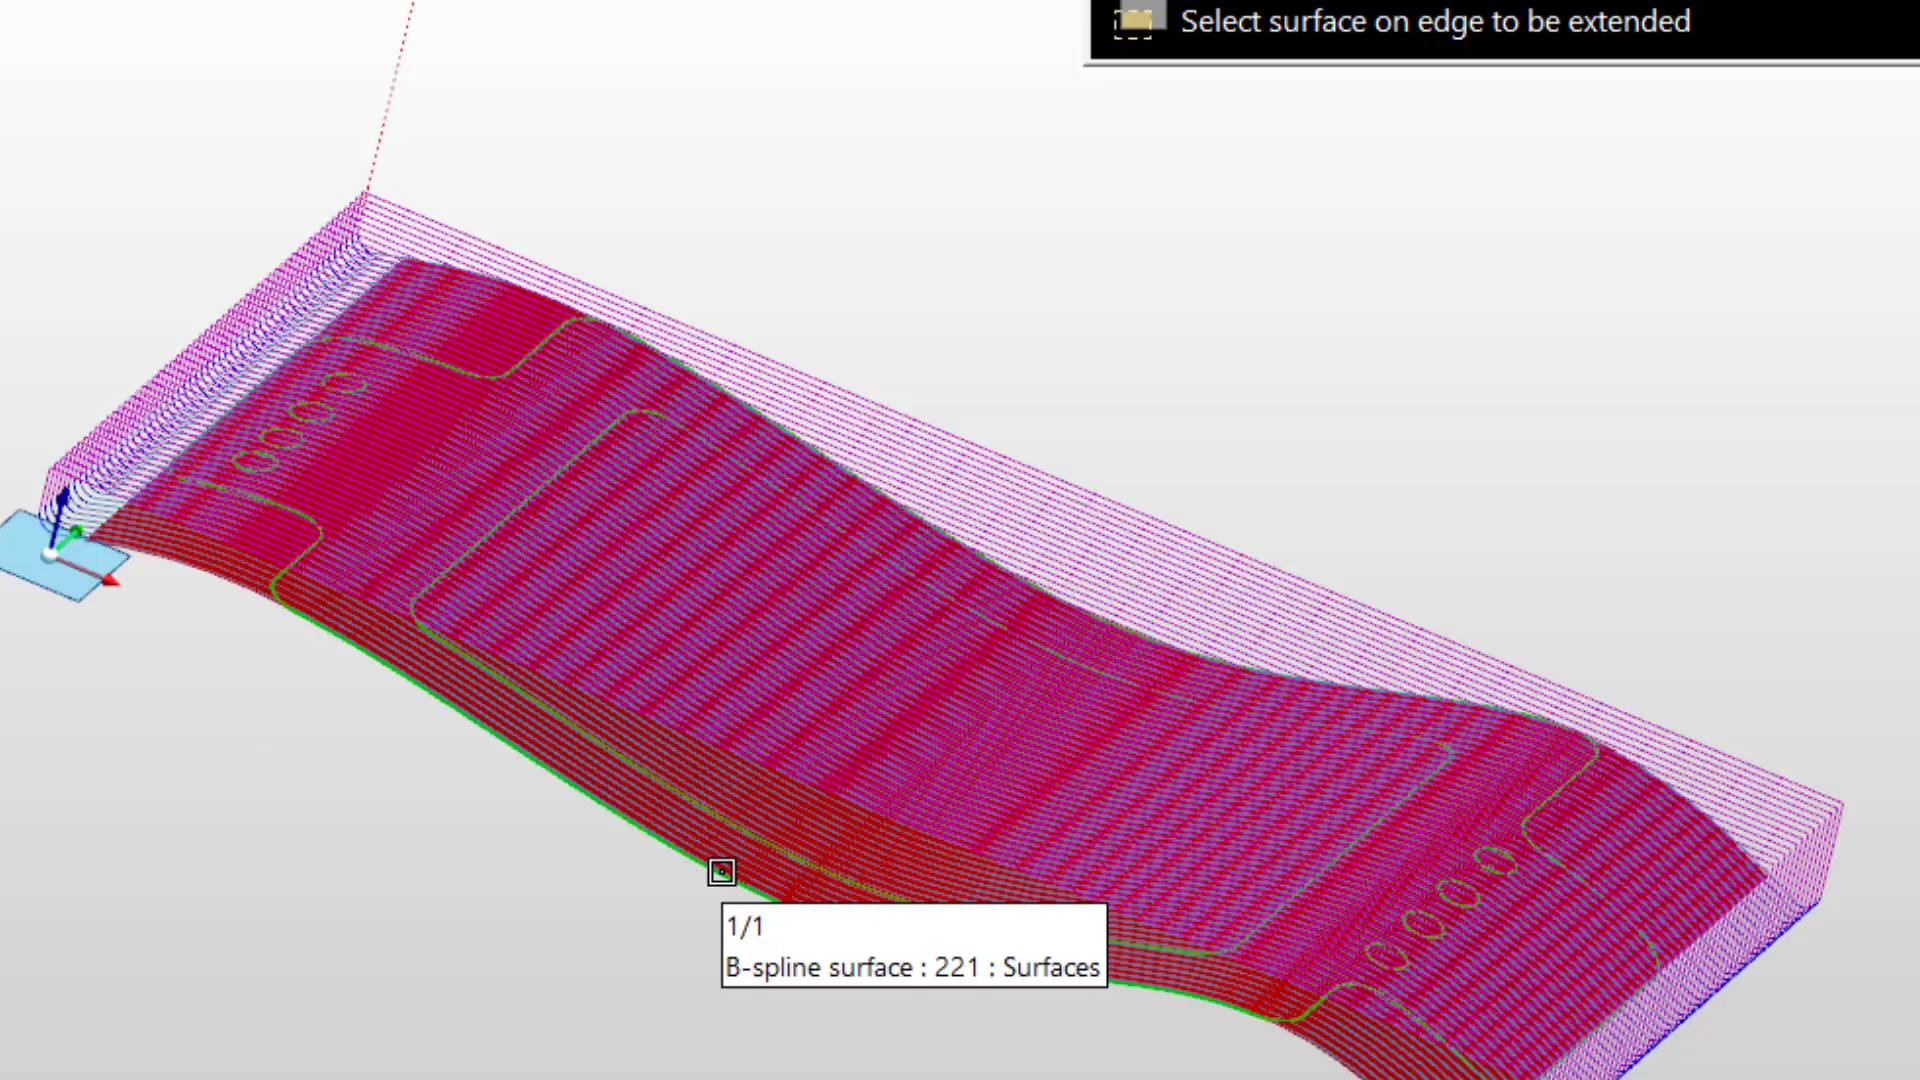 Select surface on edge to be extended
1/1
B-spline surface : 221 : Surfaces